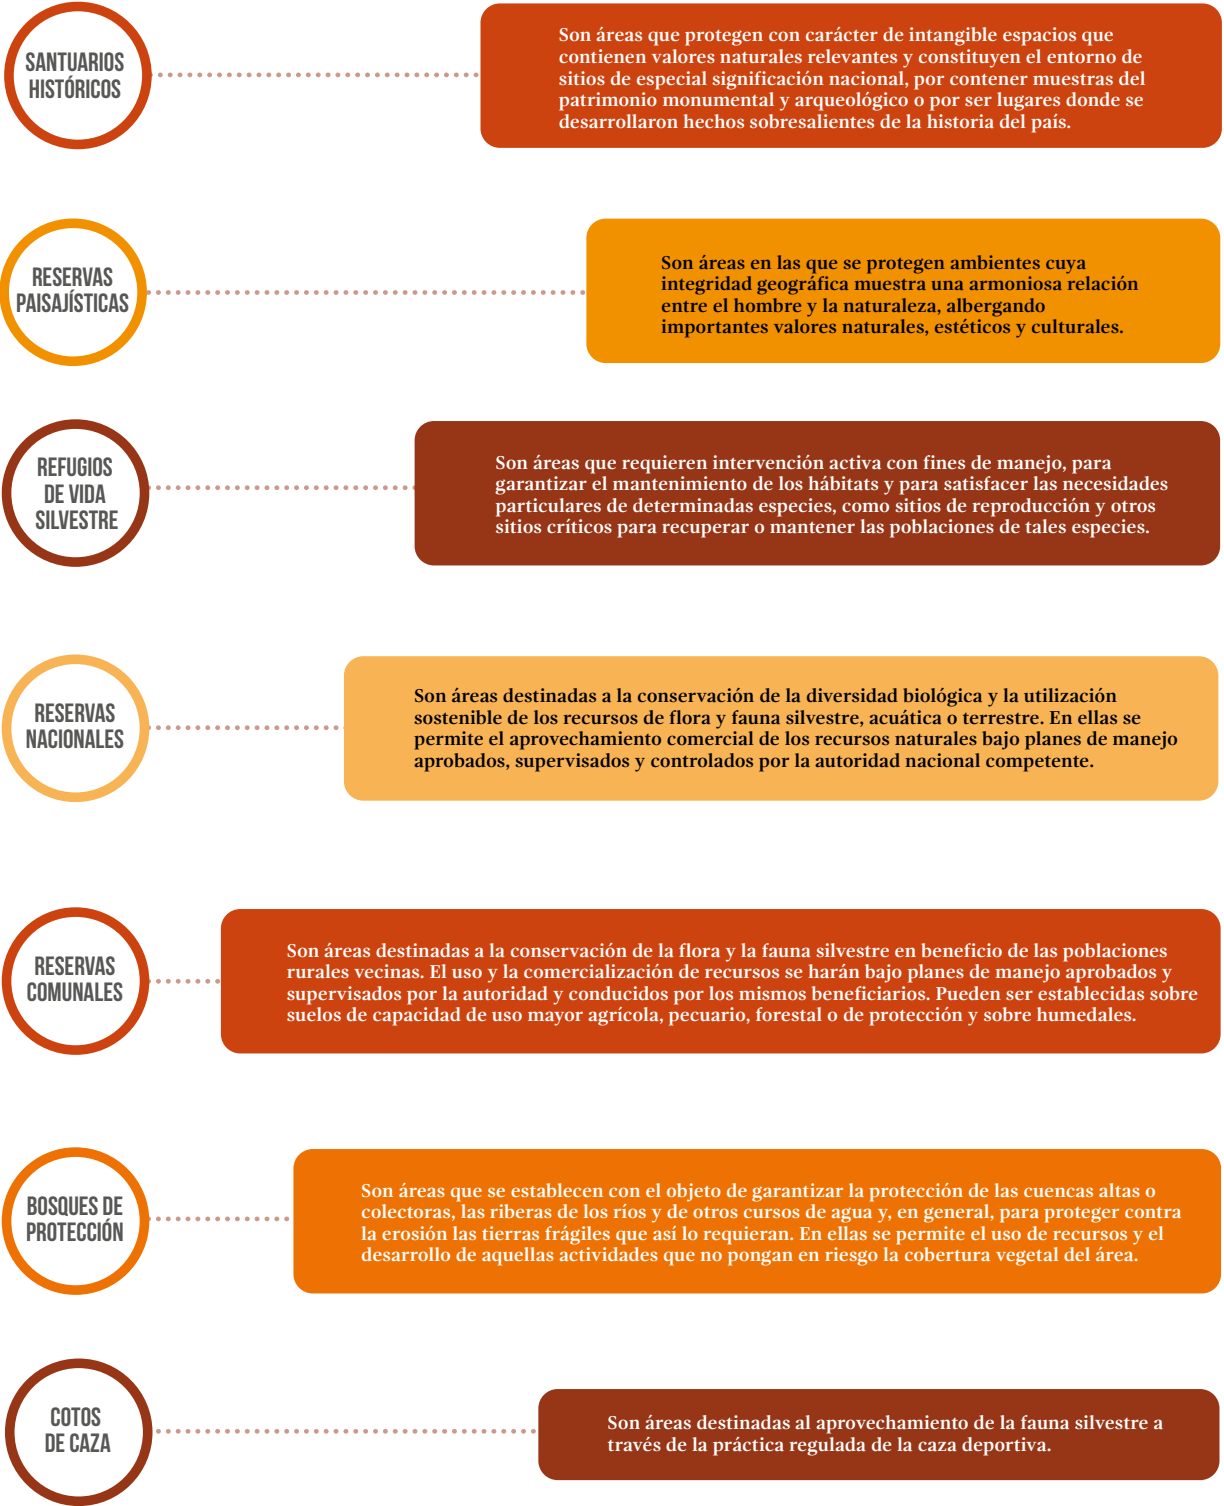 SANTUARIOS
HISTÓRICOS
Son áreas que protegen con carácter de intangible espacios que
contienen valores naturales relevantes y constituyen el entorno de
sitios de especial significación nacional, por contener muestras del
patrimonio monumental y arqueológico o por ser lugares donde se
desarrollaron hechos sobresalientes de la historia del país.
RESERVAS
PAISAJÍSTICAS
Son áreas en las que se protegen ambientes cuya
integridad geográfica muestra una armoniosa relación
entre el hombre y la naturaleza, albergando
importantes valores naturales, estéticos y culturales.
REFUGIOS
DE VIDA
SILVESTRE
Son áreas que requieren intervención activa con fines de manejo, para
garantizar el mantenimiento de los hábitats y para satisfacer las necesidades
particulares de determinadas especies, como sitios de reproducción y otros
sitios críticos para recuperar o mantener las poblaciones de tales especies.
RESERVAS
NACIONALES
Son áreas destinadas a la conservación de la diversidad biológica y la utilización
sostenible de los recursos de flora y fauna silvestre, acuática o terrestre. En ellas se
permite el aprovechamiento comercial de los recursos naturales bajo planes de manejo
aprobados, supervisados y controlados por la autoridad nacional competente.
RESERVAS
COMUNALES
Son áreas destinadas a la conservación de la flora y la fauna silvestre en beneficio de las poblaciones
rurales vecinas. El uso y la comercialización de recursos se harán bajo planes de manejo aprobados y
supervisados por la autoridad y conducidos por los mismos beneficiarios. Pueden ser establecidas sobre
suelos de capacidad de uso mayor agrícola, pecuario, forestal o de protección y sobre humedales.
BOSQUES DE
PROTECCIÓN
Son áreas que se establecen con el objeto de garantizar la protección de las cuencas altas o
colectoras, las riberas de los ríos y de otros cursos de agua y, en general, para proteger contra
la erosión las tierras frágiles que así lo requieran. En ellas se permite el uso de recursos y el
desarrollo de aquellas actividades que no pongan en riesgo la cobertura vegetal del área.
COTOS
DE CAZA
Son áreas destinadas al aprovechamiento de la fauna silvestre a
través de la práctica regulada de la caza deportiva.